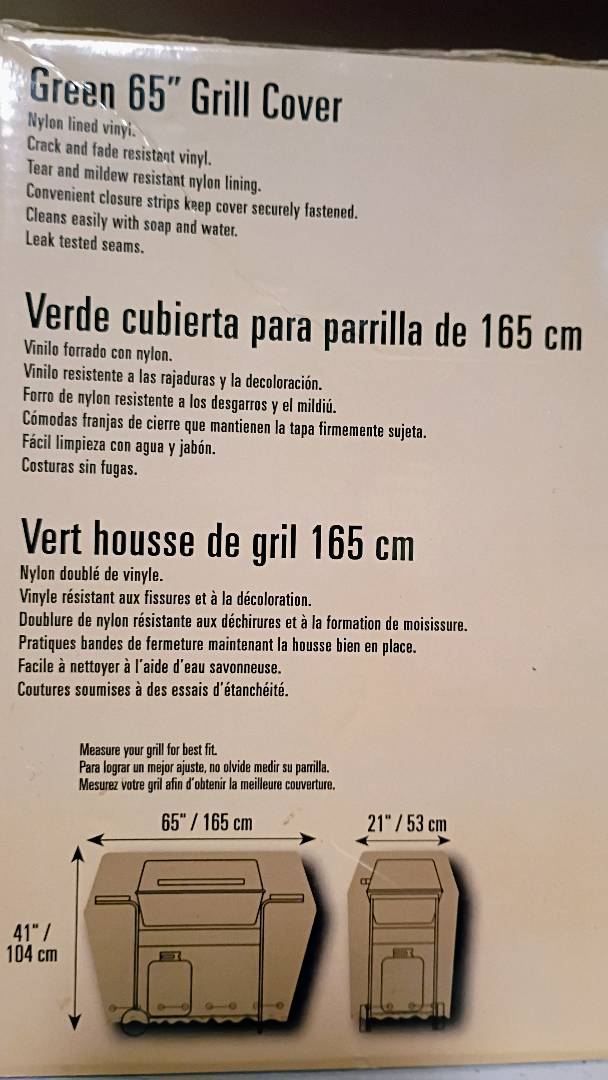 Green 65" Grill Cover
Nylon lined vinyl.
Crack and fade resistant vinyl.
Tear and mildew resistant nylon lining.
Convenient closure strips keep cover securely fastened.
Cleans easily with soap and water.
Leak tested seams.
Verde cubierta para parrilla de 165 cm
Vinilo forrado con nylon.
Vinilo resistente a las rajaduras y la decoloración.
Forro de nylon resistente a los desgarros y el mildiú.
Cómodas franjas de cierre que mantienen la tapa firmemente sujeta.
Fácil limpieza con agua y jabón.
Costuras sin fugas.
Vert housse de gril 165 cm
Nylon doublé de vinyle.
Vinyle résistant aux fissures et à la décoloration.
Doublure de nylon résistante aux déchirures et à la formation de moisissure.
Pratiques bandes de fermeture maintenant la housse bien en place.
Facile à nettoyer à l'aide d'eau savonneuse.
Coutures soumises à des essais d'étanchéité.
Measure your grill for best fit.
Para lograr un mejor ajuste, no olvide medir su parrilla.
Mesurez votre gril afin d'obtenir la meilleure couverture.
65" / 165 cm
21" / 53 cm
41" /
104 cm